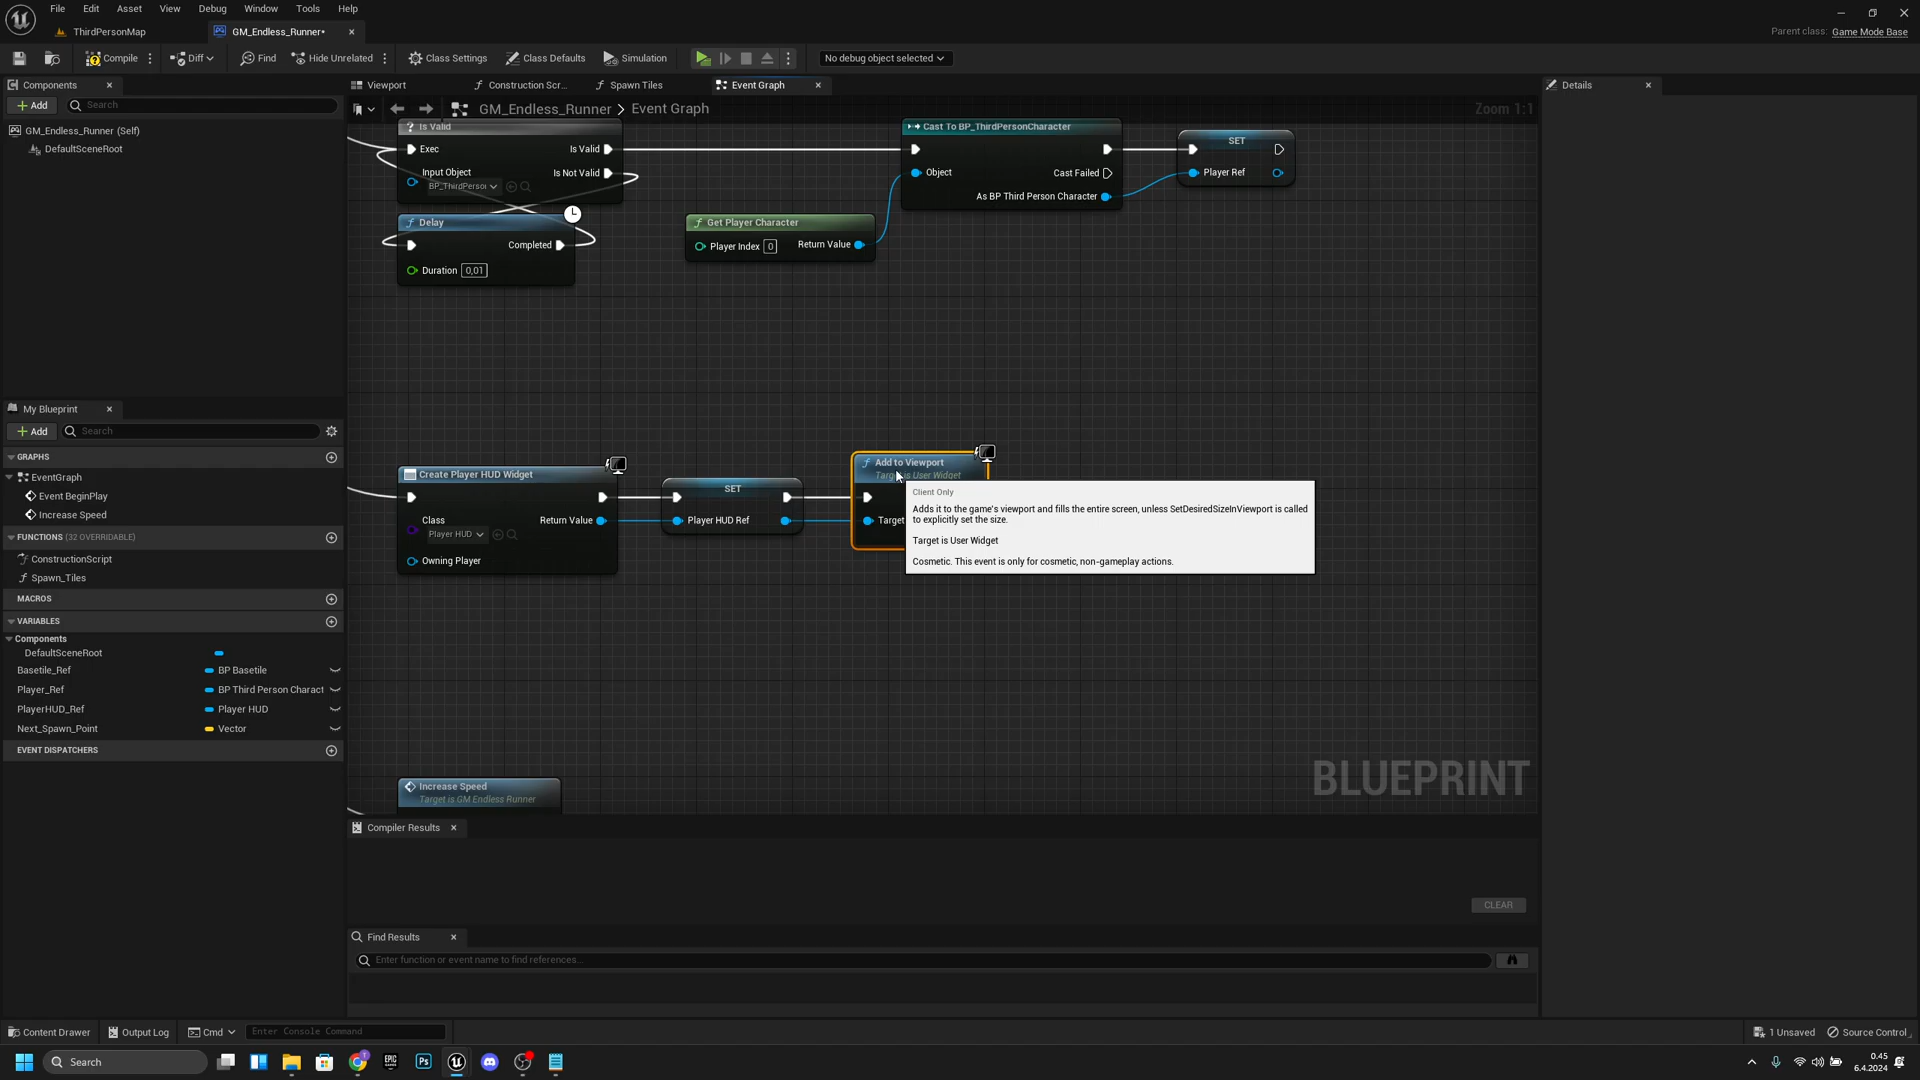 File Edit Asset View Window Debug Tools Help
ThirdPersonMap
GM_Endless_Runner•
Parent class: Game Mode Base
Compile
Diff
Find
Hide Unrelated
Class Settings
Class Defaults
Simulation
No debug object selected
Components
Add
Search
GM_Endless_Runner (Self)
DefaultSceneRoot
Viewport
Construction Scr...
Spawn Tiles
Event Graph
Details
GM_Endless_Runner > Event Graph
Zoom 1:1
Is Valid
Exec
Is Valid
Is Not Valid
Input Object
BP_ThirdPerso
Delay
Completed
Duration 0,01
Get Player Character
Player Index 0
Return Value
Cast To BP_ThirdPersonCharacter
Object
Cast Failed
As BP Third Person Character
SET
Player Ref
Create Player HUD Widget
Class
Player HUD
Return Value
Owning Player
SET
Player HUD Ref
Add to Viewport
Target is User Widget
Target
Client Only
Adds it to the game's viewport and fills the entire screen, unless SetDesiredSizeInViewport is called
to explicitly set the size.
Target is User Widget
Cosmetic. This event is only for cosmetic, non-gameplay actions.
Increase Speed
Target is GM Endless Runner
BLUEPRINT
My Blueprint
Add
Search
GRAPHS
EventGraph
Event BeginPlay
Increase Speed
FUNCTIONS (32 OVERRIDABLE)
ConstructionScript
Spawn_Tiles
MACROS
VARIABLES
Components
DefaultSceneRoot
Basetile_Ref BP Basetile
Player_Ref BP Third Person Charact
PlayerHUD_Ref Player HUD
Next_Spawn_Point Vector
EVENT DISPATCHERS
Compiler Results
CLEAR
Find Results
Enter function or event name to find references...
Content Drawer
Output Log
Cmd
Enter Console Command
1 Unsaved
Source Control
Search
EPIC
Ps
0.45
6.4.2024